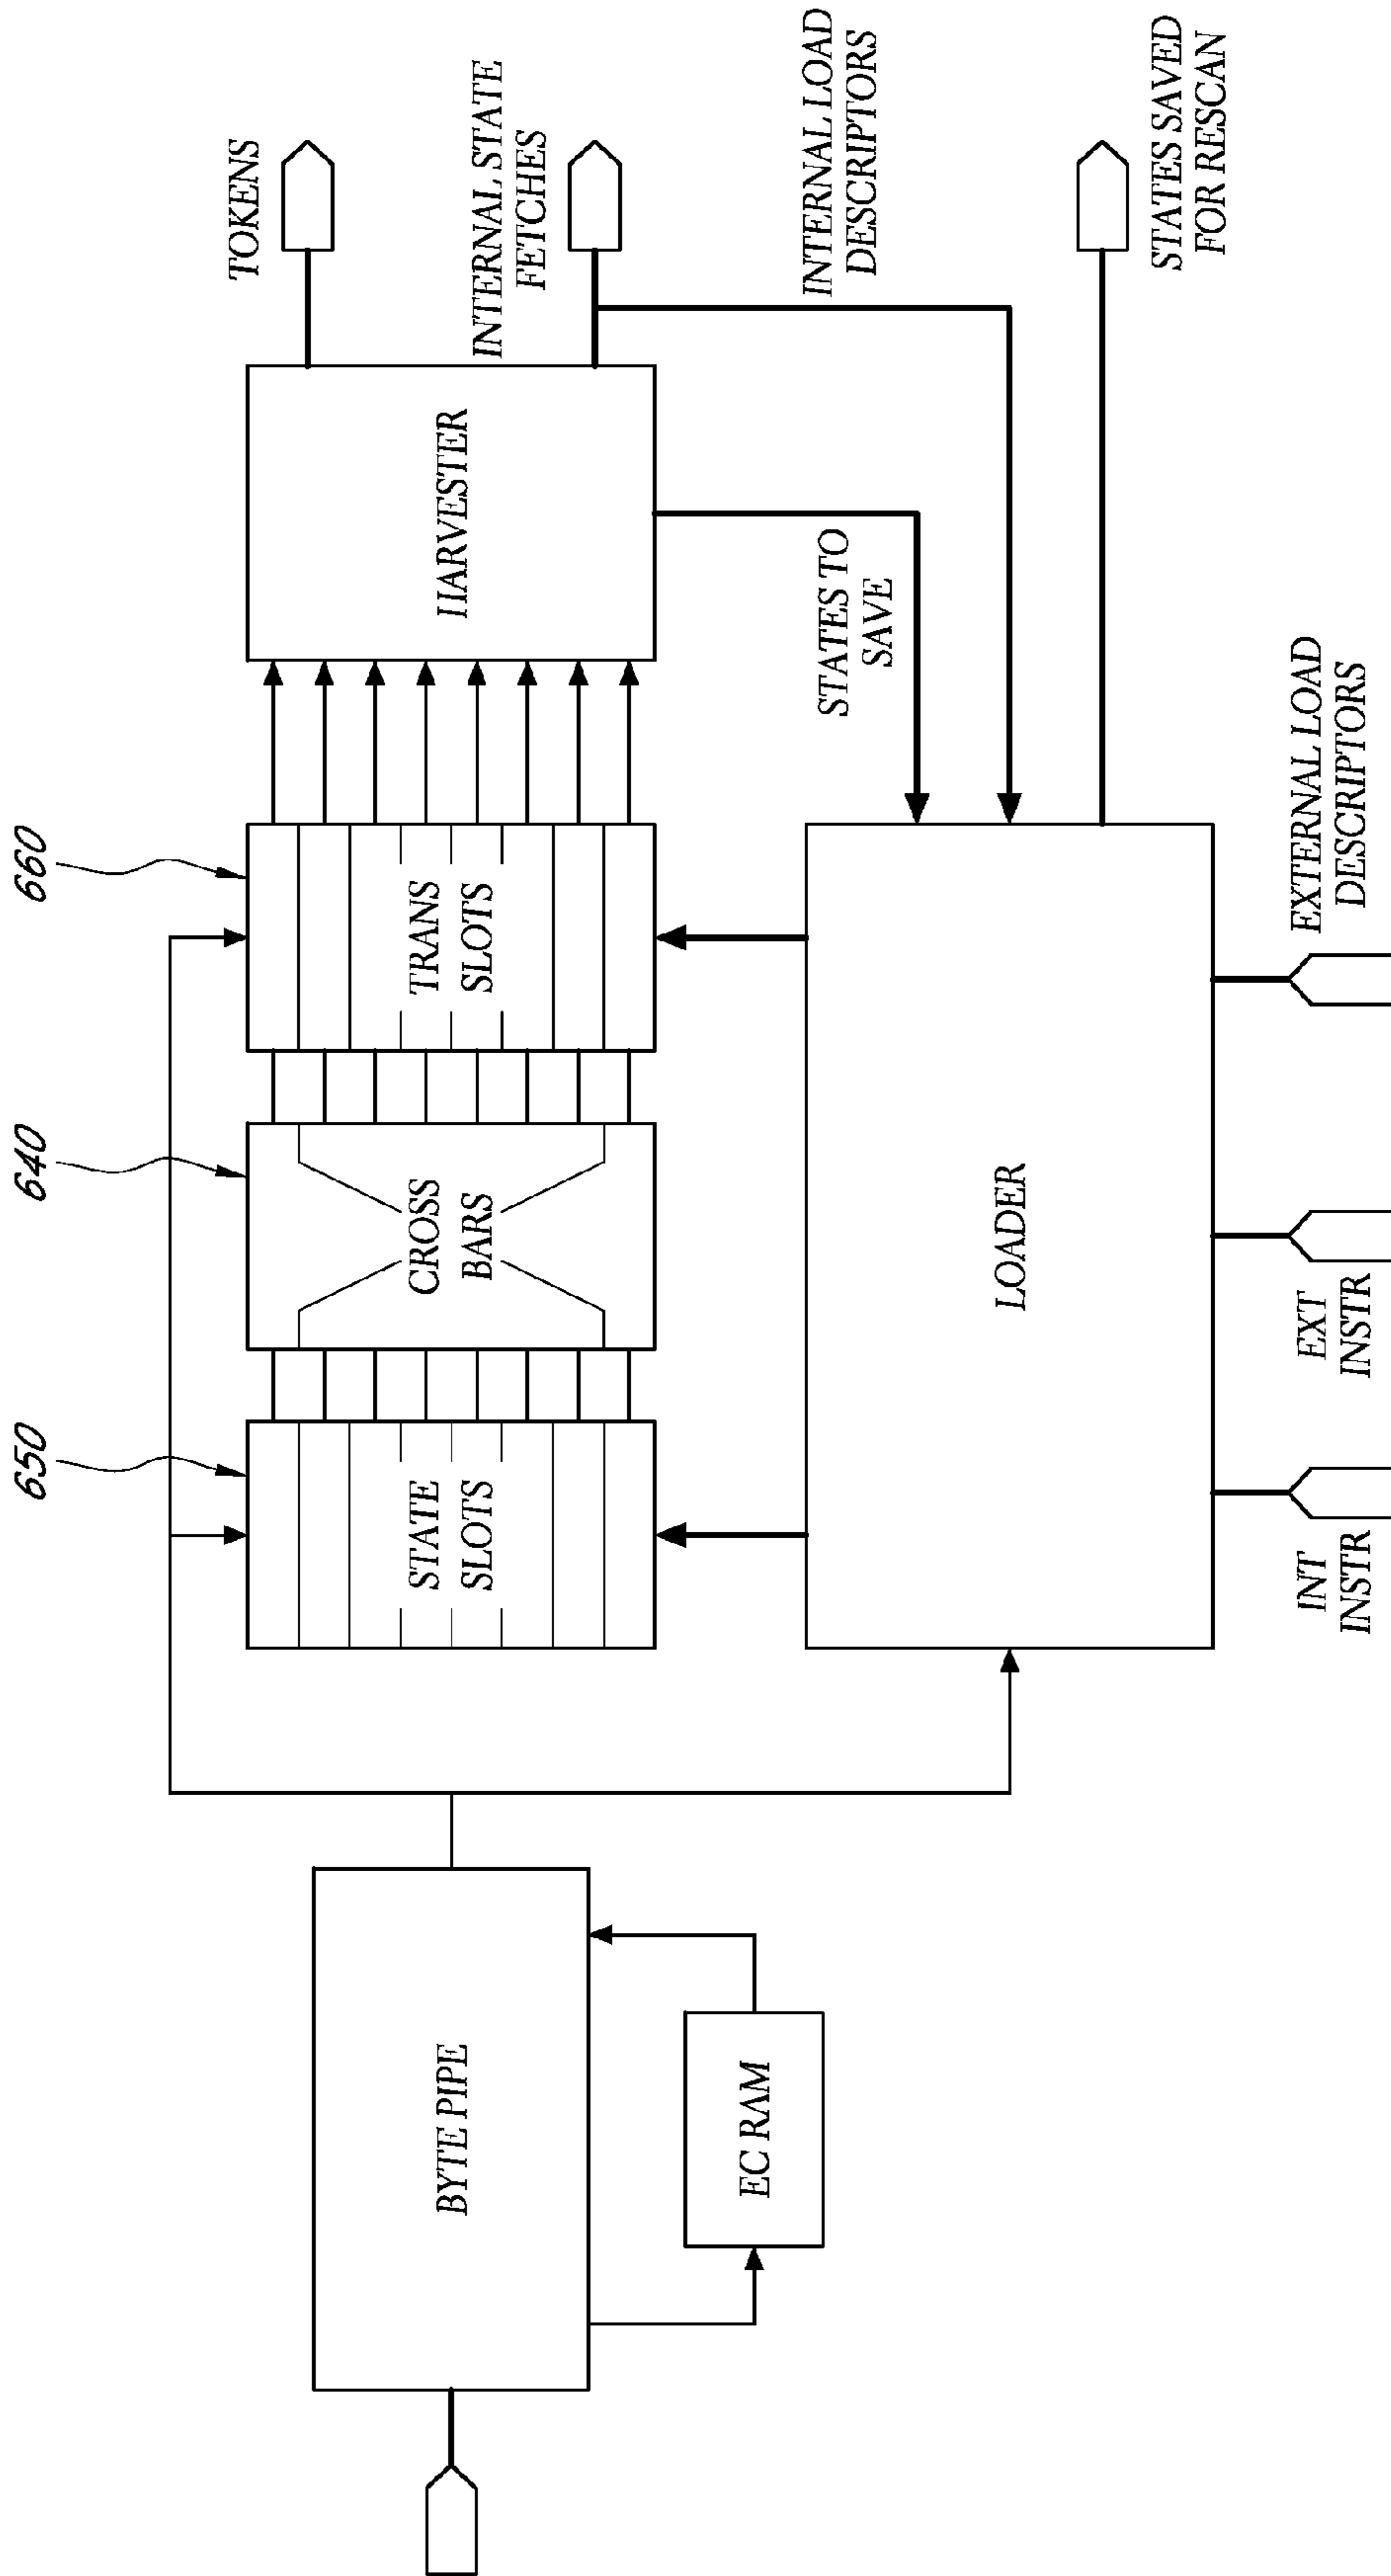 650
640
660
TOKENS
INTERNAL STATE
FETCHES
INTERNAL LOAD
DESCRIPTORS
STATES SAVED
FOR RESCAN
BYTE PIPE
EC RAM
STATE
SLOTS
CROSS
BARS
TRANS
SLOTS
HARVESTER
STATES TO
SAVE
LOADER
INT
INSTR
EXT
INSTR
EXTERNAL LOAD
DESCRIPTORS